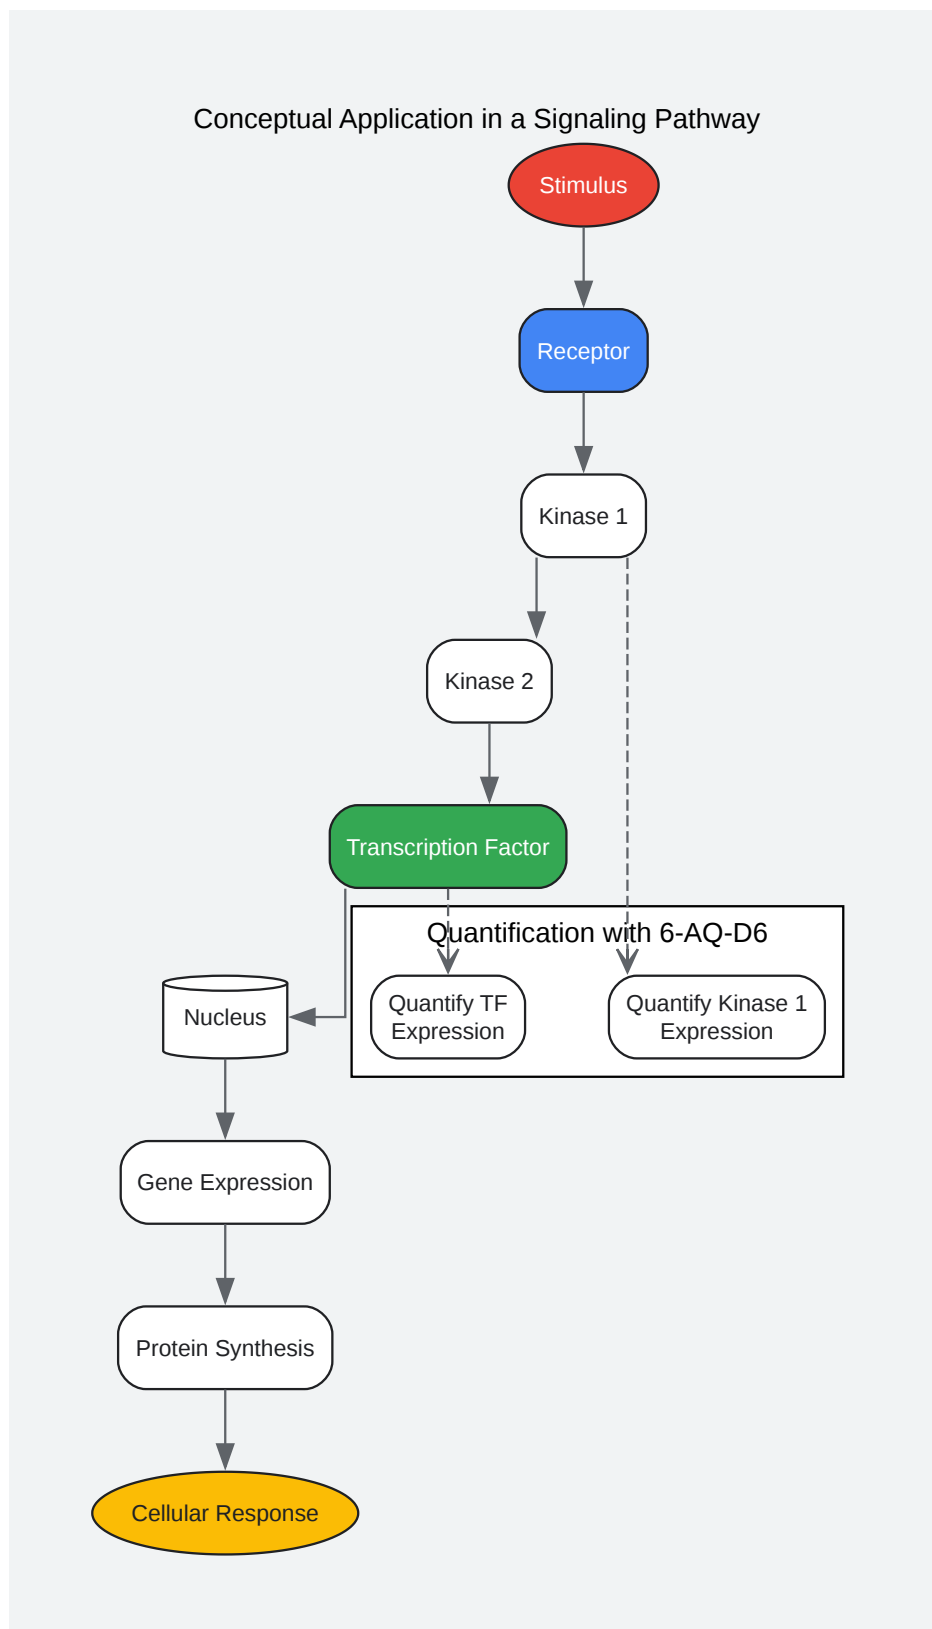 Conceptual Application in a Signaling Pathway
Stimulus
Receptor
Kinase 1
Kinase 2
Transcription Factor
Quantification with 6-AQ-D6
Nucleus
Quantify TF
Expression
Quantify Kinase 1
Expression
Gene Expression
Protein Synthesis
Cellular Response